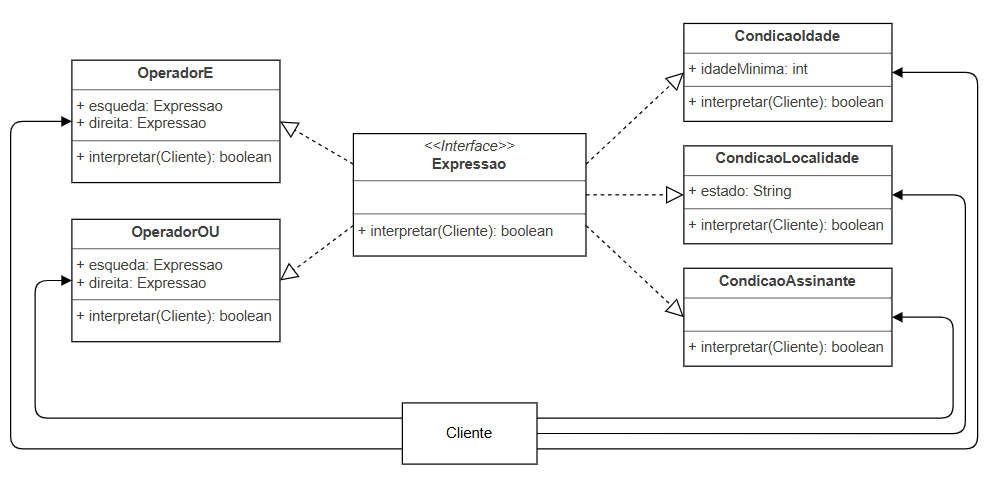 OperadorE
+ esqueda: Expressao
+ direita: Expressao
+ interpretar(Cliente): boolean
OperadorOU
+ esqueda: Expressao
+ direita: Expressao
+ interpretar(Cliente): boolean
<<Interface>>
Expressao
+ interpretar(Cliente): boolean
CondicaoIdade
+ idadeMinima: int
+ interpretar(Cliente): boolean
CondicaoLocalidade
+ estado: String
+ interpretar(Cliente): boolean
CondicaoAssinante
+ interpretar(Cliente): boolean
Cliente